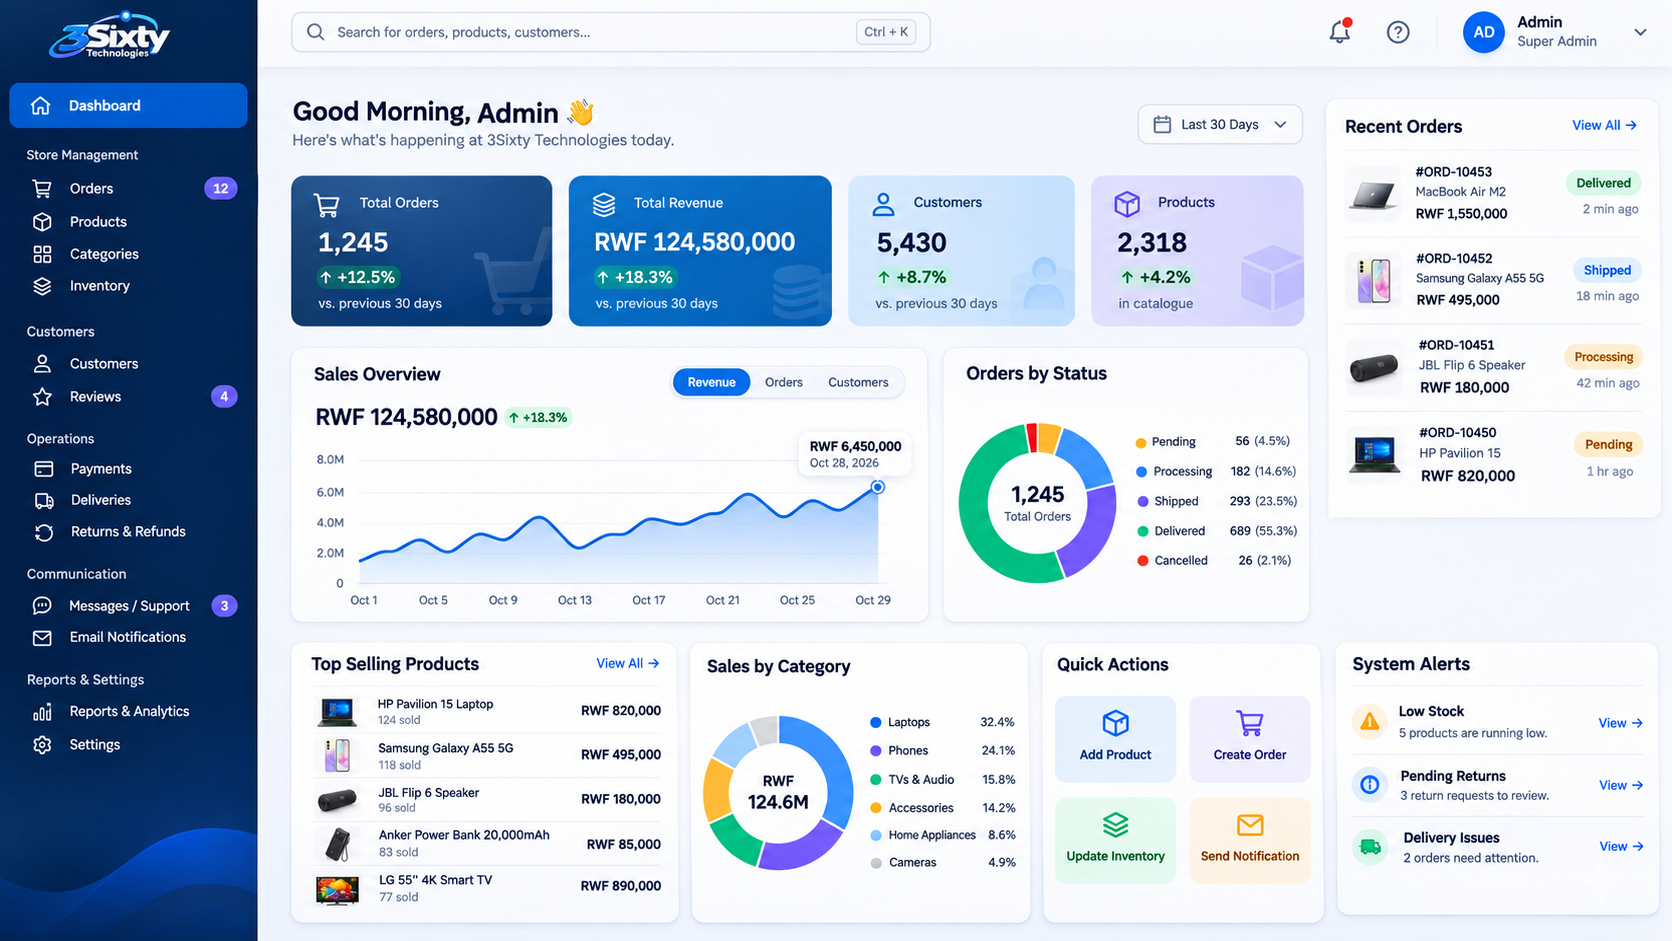 3Sixty
Technologies
Dashboard
Store Management
Orders 12
Products
Categories
Inventory
Customers
Customers
Reviews 4
Operations
Payments
Deliveries
Returns & Refunds
Communication
Messages / Support 3
Email Notifications
Reports & Settings
Reports & Analytics
Settings
Search for orders, products, customers... Ctrl + K
AD
Admin
Super Admin
Good Morning, Admin 👋
Here's what's happening at 3Sixty Technologies today.
Last 30 Days
Total Orders
1,245
↑ +12.5%
vs. previous 30 days
Total Revenue
RWF 124,580,000
↑ +18.3%
vs. previous 30 days
Customers
5,430
↑ +8.7%
vs. previous 30 days
Products
2,318
↑ +4.2%
in catalogue
Recent Orders View All →
#ORD-10453
MacBook Air M2
RWF 1,550,000
Delivered
2 min ago
#ORD-10452
Samsung Galaxy A55 5G
RWF 495,000
Shipped
18 min ago
#ORD-10451
JBL Flip 6 Speaker
RWF 180,000
Processing
42 min ago
#ORD-10450
HP Pavilion 15
RWF 820,000
Pending
1 hr ago
Sales Overview
Revenue Orders Customers
RWF 124,580,000 ↑ +18.3%
RWF 6,450,000
Oct 28, 2026
8.0M
6.0M
4.0M
2.0M
0
Oct 1 Oct 5 Oct 9 Oct 13 Oct 17 Oct 21 Oct 25 Oct 29
Orders by Status
1,245
Total Orders
Pending 56 (4.5%)
Processing 182 (14.6%)
Shipped 293 (23.5%)
Delivered 689 (55.3%)
Cancelled 26 (2.1%)
Top Selling Products View All →
HP Pavilion 15 Laptop
124 sold
RWF 820,000
Samsung Galaxy A55 5G
118 sold
RWF 495,000
JBL Flip 6 Speaker
96 sold
RWF 180,000
Anker Power Bank 20,000mAh
83 sold
RWF 85,000
LG 55" 4K Smart TV
77 sold
RWF 890,000
Sales by Category
RWF
124.6M
Laptops 32.4%
Phones 24.1%
TVs & Audio 15.8%
Accessories 14.2%
Home Appliances 8.6%
Cameras 4.9%
Quick Actions
Add Product
Create Order
Update Inventory
Send Notification
System Alerts
Low Stock
5 products are running low.
View →
Pending Returns
3 return requests to review.
View →
Delivery Issues
2 orders need attention.
View →